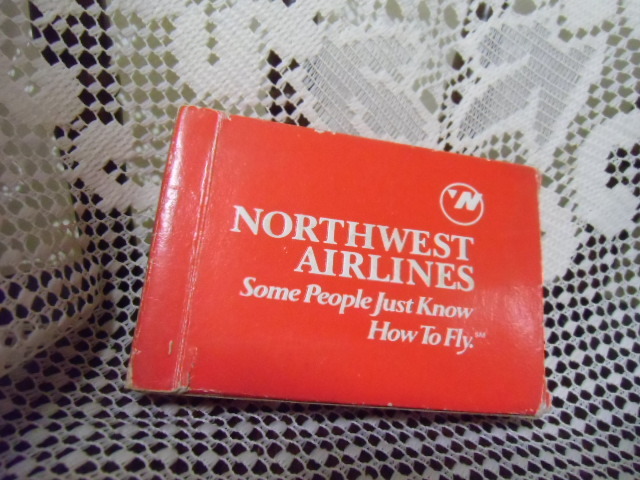 N
NORTHWEST
AIRLINES
Some People Just Know
How To Fly.℠